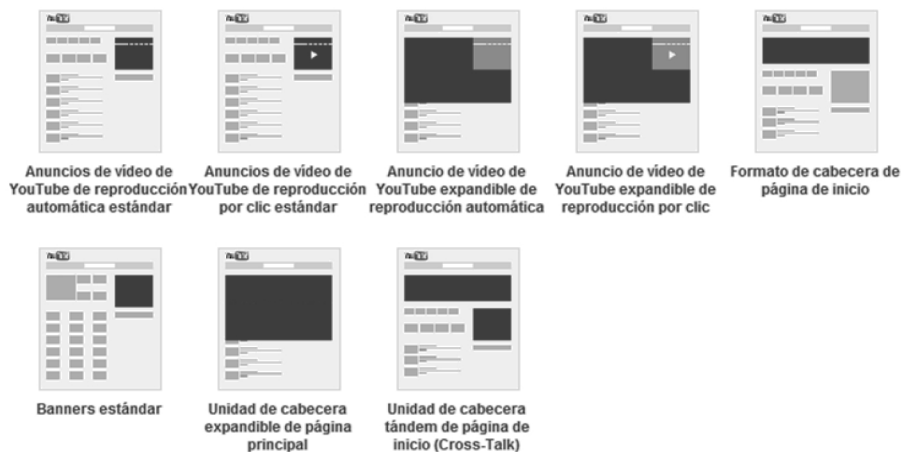 Anuncios de vídeo de
YouTube de reproducción
automática estándar
Anuncios de vídeo de
YouTube de reproducción
por clic estándar
Anuncio de vídeo de
YouTube expandible de
reproducción automática
Anuncio de vídeo de
YouTube expandible de
reproducción por clic
Formato de cabecera de
página de inicio
Banners estándar
Unidad de cabecera
expandible de página
principal
Unidad de cabecera
tándem de página de
inicio (Cross-Talk)